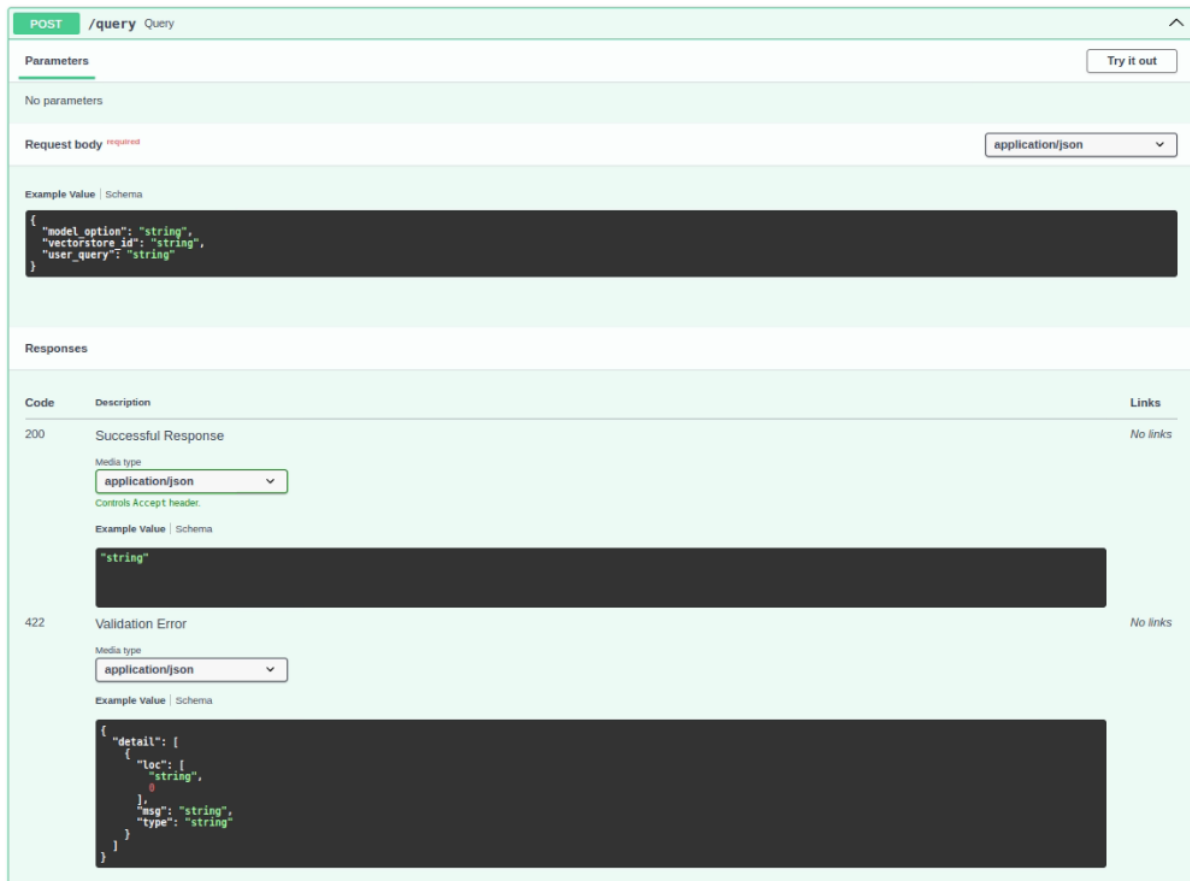 POST /query Query
Parameters Try it out
No parameters
Request body required application/json
Example Value | Schema
{
  "model_option": "string",
  "vectorstore_id": "string",
  "user_query": "string"
}
Responses
Code Description Links
200 Successful Response No links
Media type
application/json
Controls Accept header.
Example Value | Schema
"string"
422 Validation Error No links
Media type
application/json
Example Value | Schema
{
  "detail": [
    {
      "loc": [
        "string",
        0
      ],
      "msg": "string",
      "type": "string"
    }
  ]
}